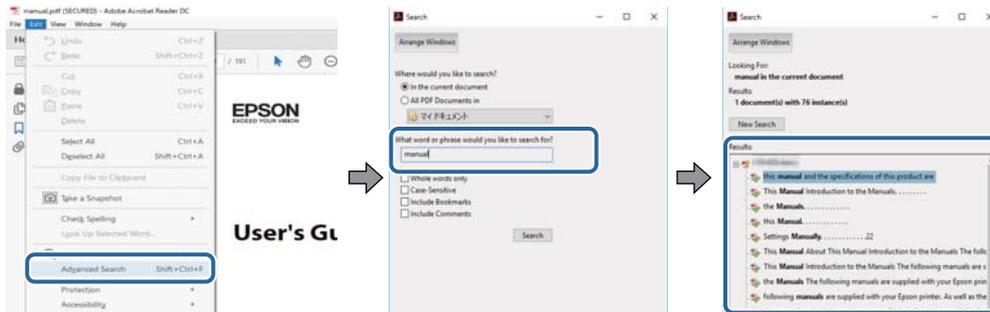 manual.pdf (SECURED) - Adobe Acrobat Reader DC
File Edit View Window Help
Undo Ctrl+Z
Redo Shift+Ctrl+Z
Cut Ctrl+X
Copy Ctrl+C
Paste Ctrl+V
Delete
Select All Ctrl+A
Deselect All Shift+Ctrl+A
Copy File to Clipboard
Take a Snapshot
Check Spelling
Look Up Selected Word...
Advanced Search Shift+Ctrl+F
Protection
Accessibility
/ 191
EPSON
EXCEED YOUR VISION
User's Gu
Search
Arrange Windows
Where would you like to search?
In the current document
All PDF Documents in
マイ ドキュメント
What word or phrase would you like to search for?
manual
Whole words only
Case-Sensitive
Include Bookmarks
Include Comments
Search
Search
Arrange Windows
Looking For:
manual in the current document
Results:
1 document(s) with 76 instance(s)
New Search
Results:
this manual and the specifications of this product are
This Manual Introduction to the Manuals. . . . . . . . .
the Manuals. . . . . . . . . . . . .
this Manual. . . . . . . . . . . . .
Settings Manually. . . . . . . . . . . . .22
This Manual About This Manual Introduction to the Manuals The follo
This Manual Introduction to the Manuals The following manuals are s
the Manuals The following manuals are supplied with your Epson prin
following manuals are supplied with your Epson printer. As well as the